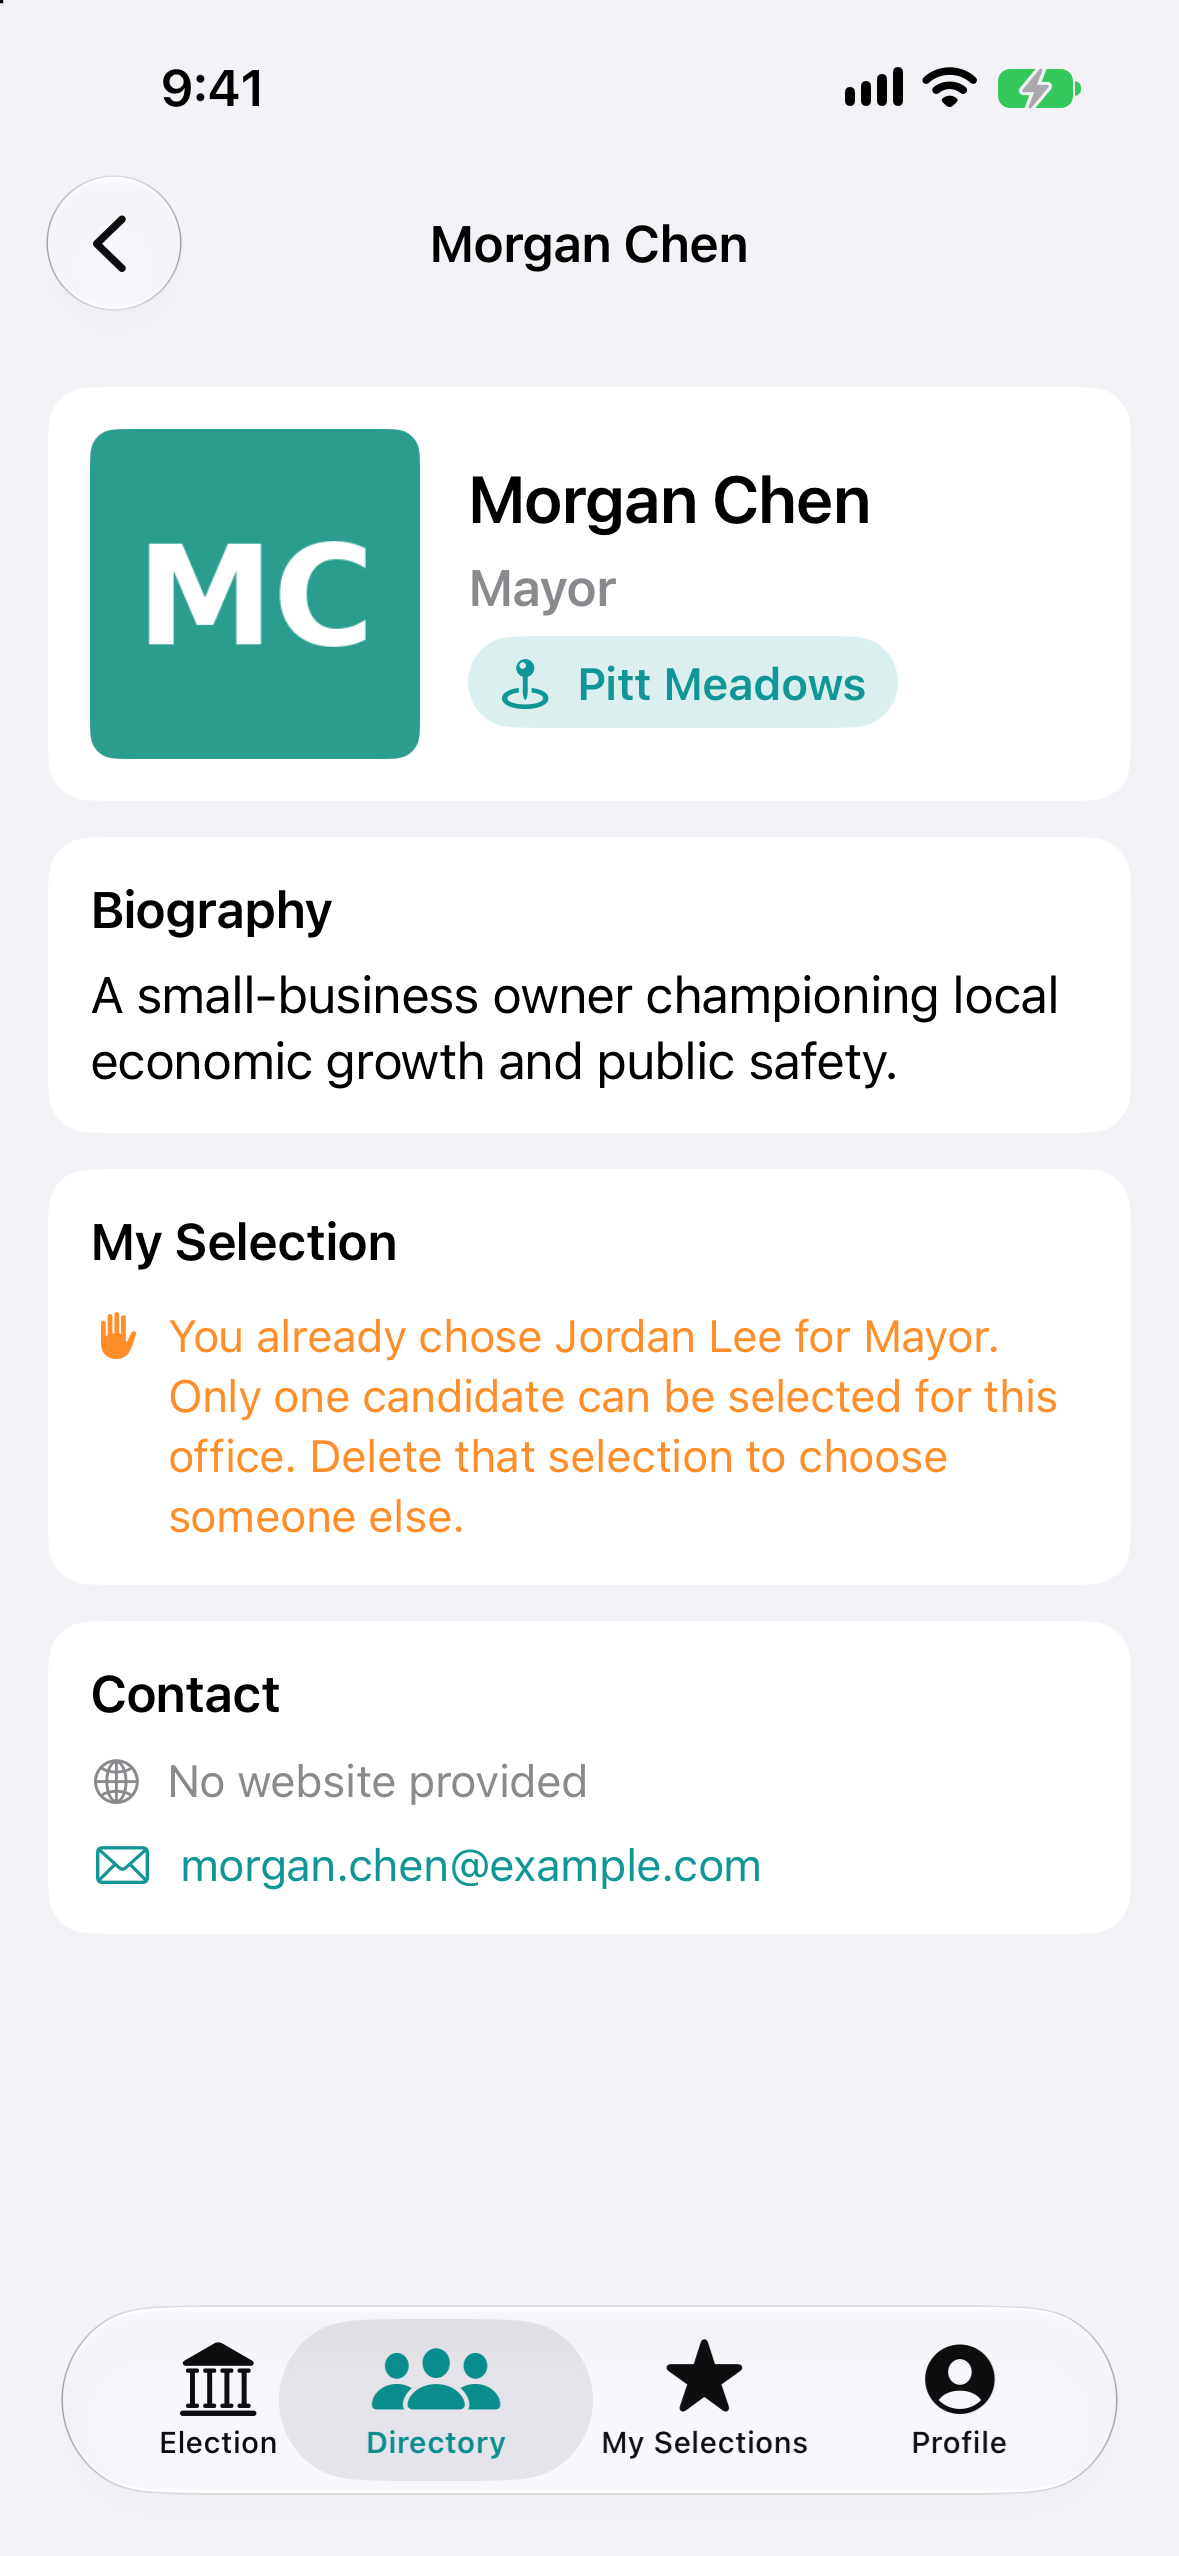 9:41
Morgan Chen
MC
Morgan Chen
Mayor
Pitt Meadows
Biography
A small-business owner championing local
economic growth and public safety.
My Selection
You already chose Jordan Lee for Mayor.
Only one candidate can be selected for this
office. Delete that selection to choose
someone else.
Contact
No website provided
morgan.chen@example.com
Election
Directory
My Selections
Profile